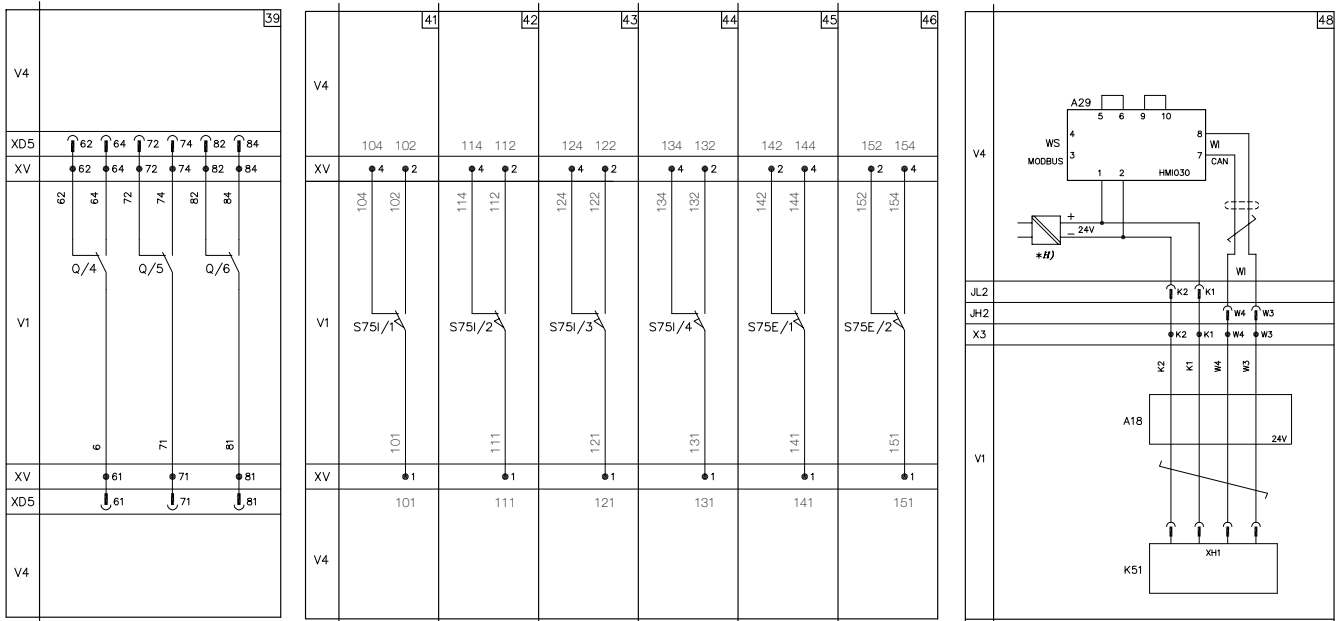 39
V4
XD5 62 64 72 74 82 84
XV 62 64 72 74 82 84
62 64 72 74 82 84
Q/4 Q/5 Q/6
V1
6 71 81
XV 61 71 81
XD5 61 71 81
V4
41 42 43 44 45 46
V4
104 102 114 112 124 122 134 132 142 144 152 154
XV 4 2 4 2 4 2 4 2 2 4 2 4
104 102 114 112 124 122 134 132 142 144 152 154
V1 S75I/1 S75I/2 S75I/3 S75I/4 S75E/1 S75E/2
101 111 121 131 141 151
XV 1 1 1 1 1 1
101 111 121 131 141 151
V4
48
A29
5 6 9 10
4 8
WS WI
V4
MODBUS 3 7 CAN
1 2 HMI030
+
24V
−
*H)
WI
JL2 K2 K1
JH2 W4 W3
X3 K2 K1 W4 W3
K2 K1 W4 W3
A18
24V
V1
XH1
K51